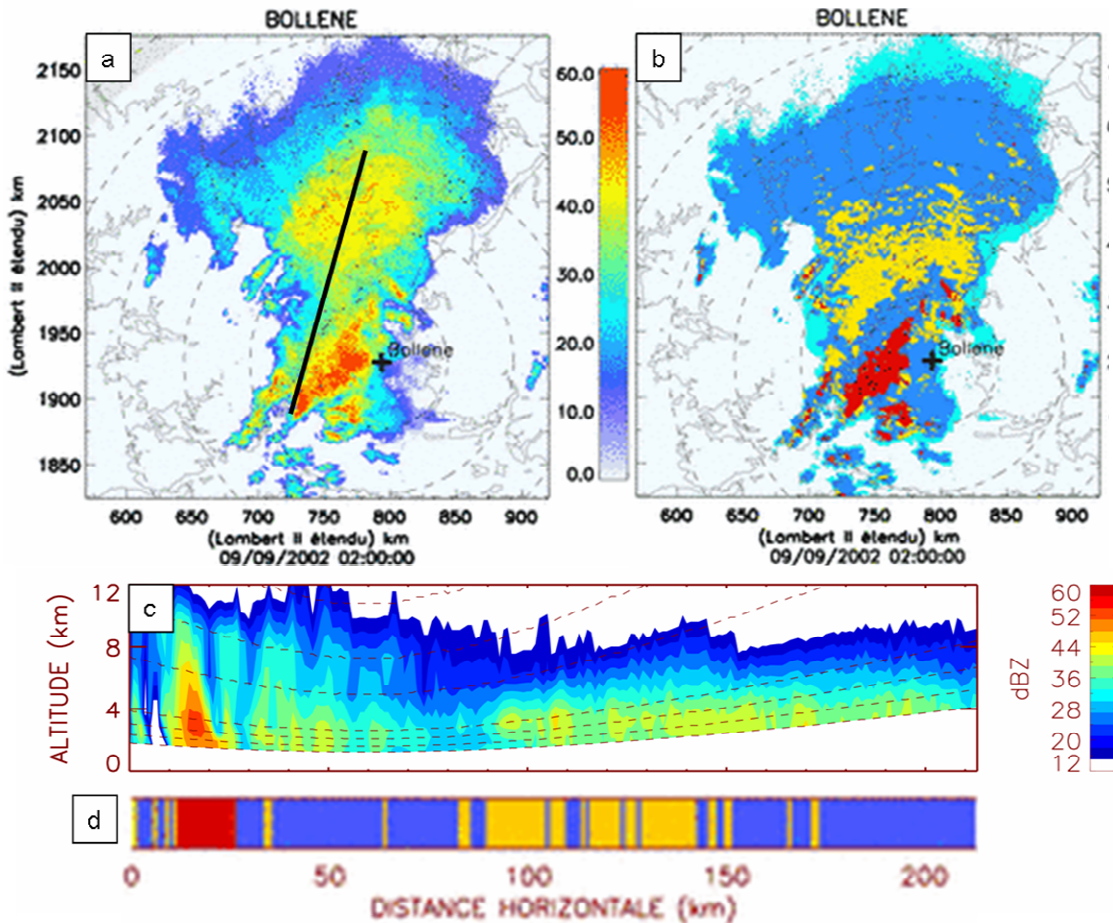 BOLLENE
BOLLENE
a
b
2150
2100
2050
2000
1950
1900
1850
(Lombert II étendu) km
Bollene
600 650 700 750 800 850 900
(Lombert II étendu) km
09/09/2002 02:00:00
60.0
50.0
40.0
30.0
20.0
10.0
0.0
Bollene
600 650 700 750 800 850 900
(Lombert II étendu) km
09/09/2002 02:00:00
c
12
8
4
0
ALTITUDE (km)
60
52
44
36
28
20
12
dBZ
d
0 50 100 150 200
DISTANCE HORIZONTALE (km)